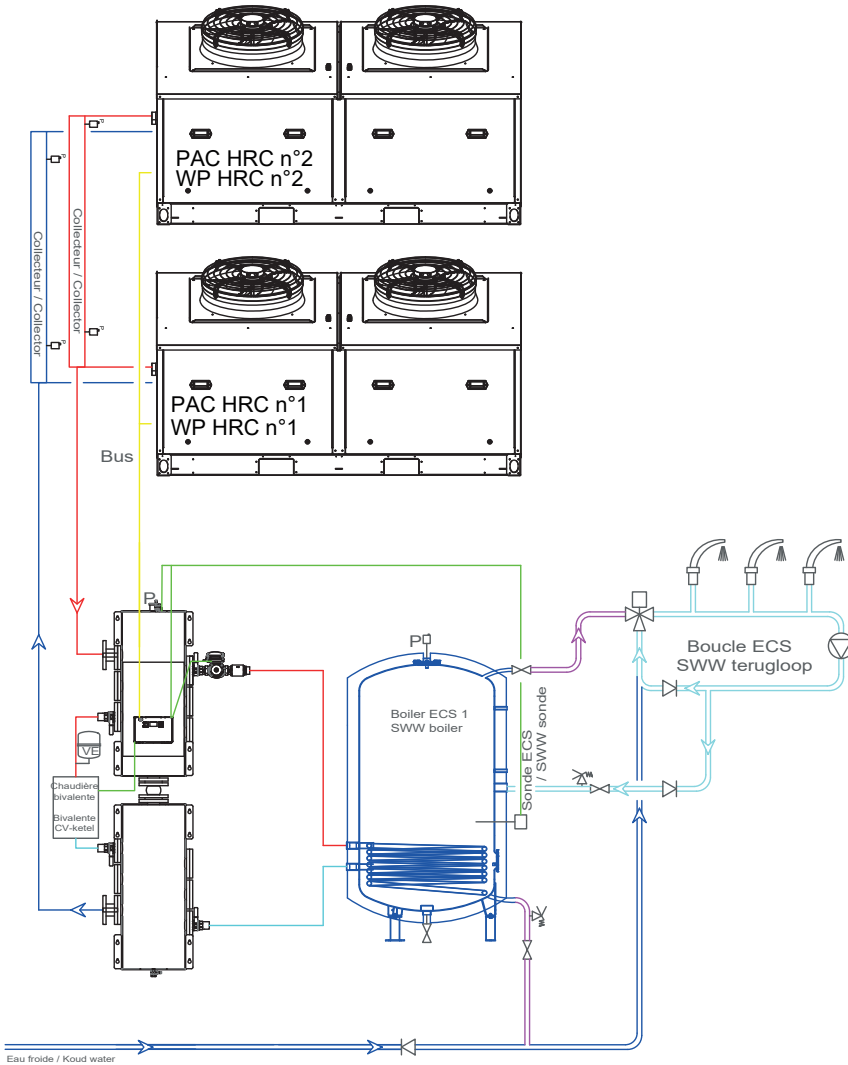 PAC HRC n°2
WP HRC n°2
P
P
Collecteur / Collector
Collecteur / Collector
P
P
PAC HRC n°1
WP HRC n°1
Bus
P
P
Boucle ECS
SWW terugloop
Boiler ECS 1
SWW boiler
Sonde ECS
/ SWW sonde
VE
Chaudière
bivalente
Bivalente
CV-ketel
Eau froide / Koud water